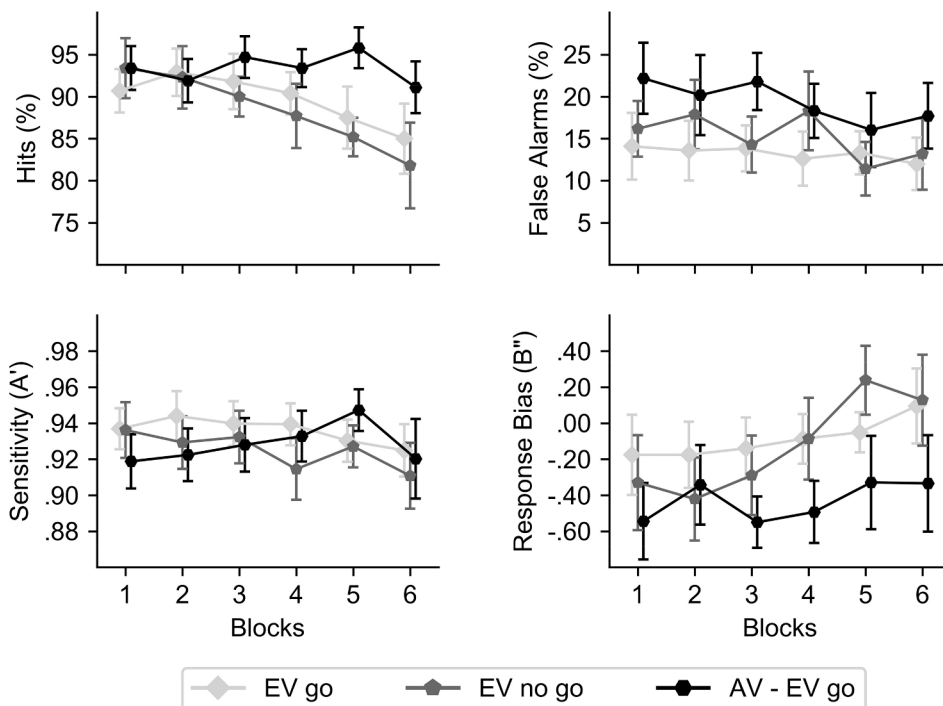 Hits (%)
95
90
85
80
75
False Alarms (%)
25
20
15
10
5
Sensitivity (A')
.98
.96
.94
.92
.90
.88
1 2 3 4 5 6
Blocks
Response Bias (B")
.40
.20
.00
-.20
-.40
-.60
1 2 3 4 5 6
Blocks
EV go EV no go AV - EV go